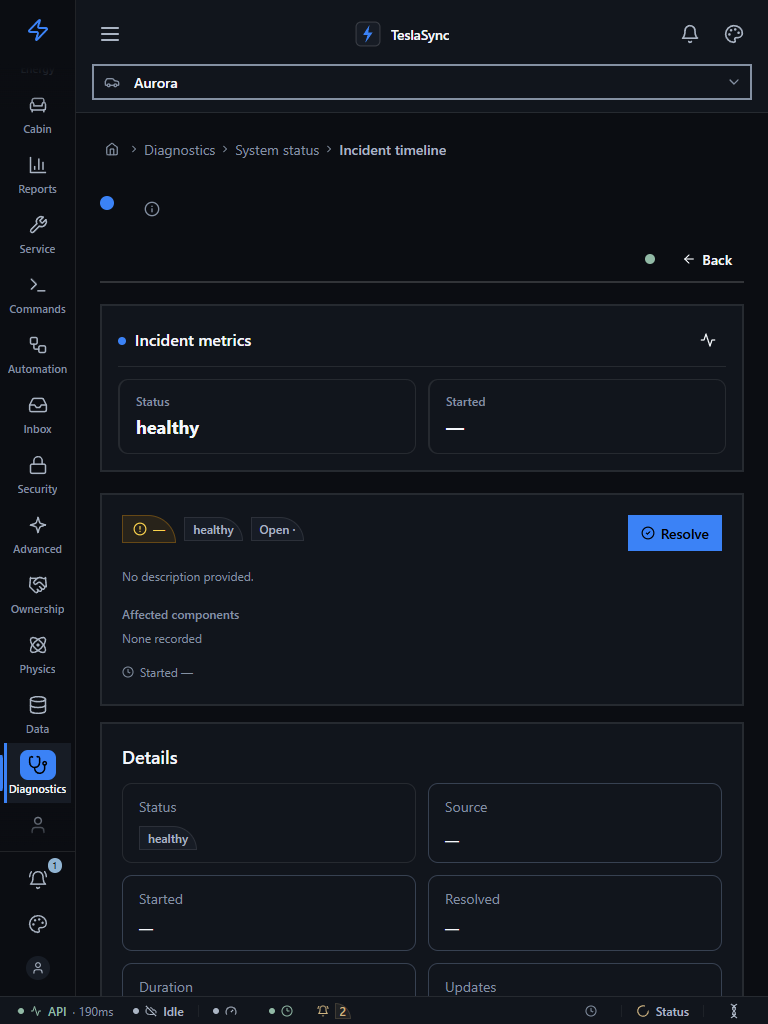 TeslaSync
Aurora
Cabin
Reports
Service
Commands
Automation
Inbox
Security
Advanced
Ownership
Physics
Data
Diagnostics
1
Diagnostics > System status > Incident timeline
Back
Incident metrics
Status
healthy
Started
—
— healthy Open ·
Resolve
No description provided.
Affected components
None recorded
Started —
Details
Status
healthy
Source
—
Started
—
Resolved
—
Duration
Updates
API · 190ms Idle 2 Status